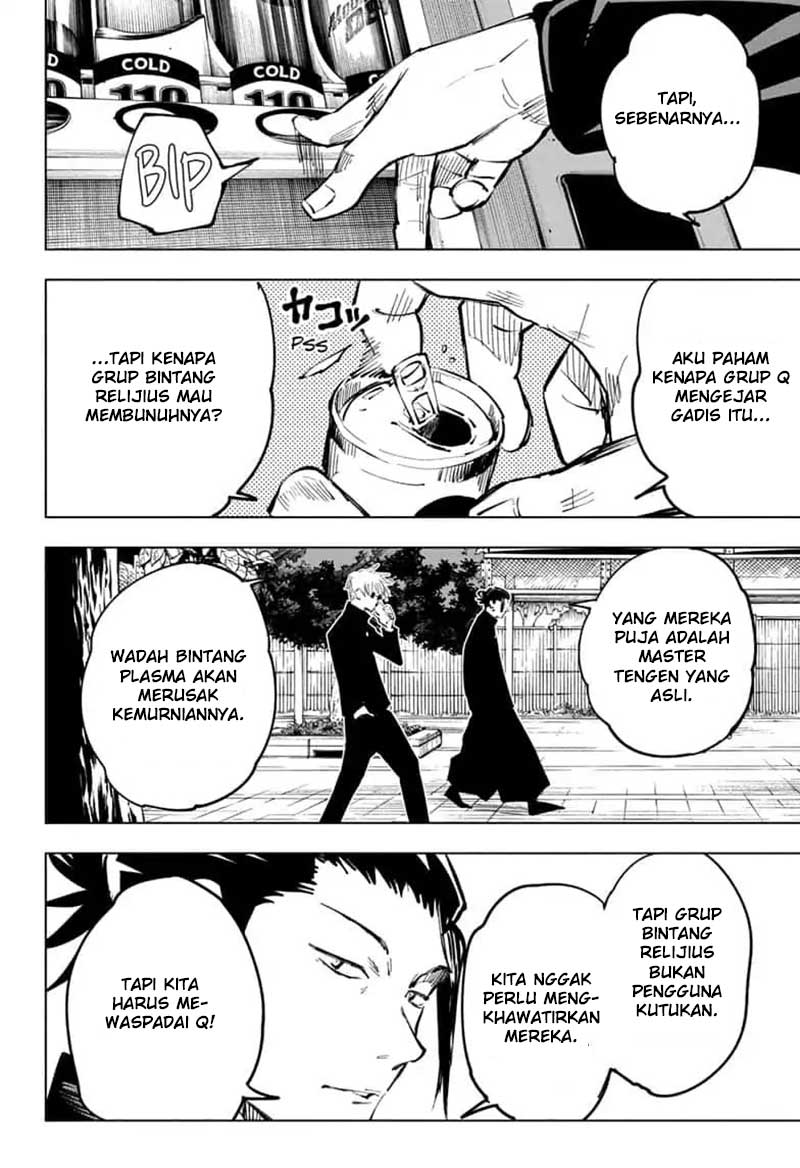 COLD
COLD
COLD
110
110
110
TAPI,
SEBENARNYA...
BIP
AKU PAHAM
KENAPA GRUP Q
MENGEJAR
GADIS ITU...
カコッ
PSS
...TAPI KENAPA
GRUP BINTANG
RELIJIUS MAU
MEMBUNUHNYA?
YANG MEREKA
PUJA ADALAH
MASTER
TENGEN YANG
ASLI.
WADAH BINTANG
PLASMA AKAN
MERUSAK
KEMURNIANNYA.
TAPI GRUP
BINTANG
RELIJIUS
BUKAN
PENGGUNA
KUTUKAN.
KITA NGGAK
PERLU MENG-
KHAWATIRKAN
MEREKA.
TAPI KITA
HARUS ME-
WASPADAI Q!